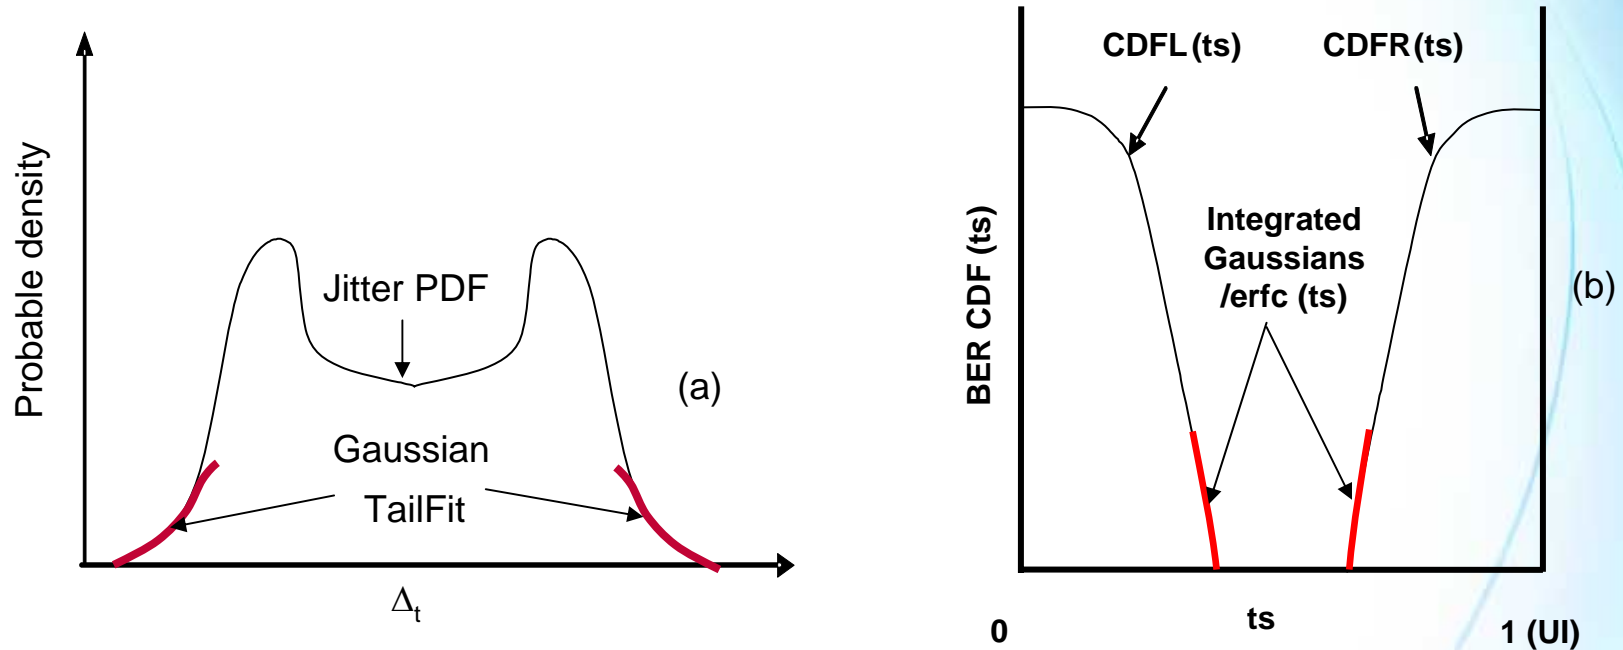 Probable density
Jitter PDF
(a)
Gaussian
TailFit
Δt
CDFL (ts)
CDFR (ts)
BER CDF (ts)
Integrated
Gaussians
/erfc (ts)
(b)
0
ts
1 (UI)